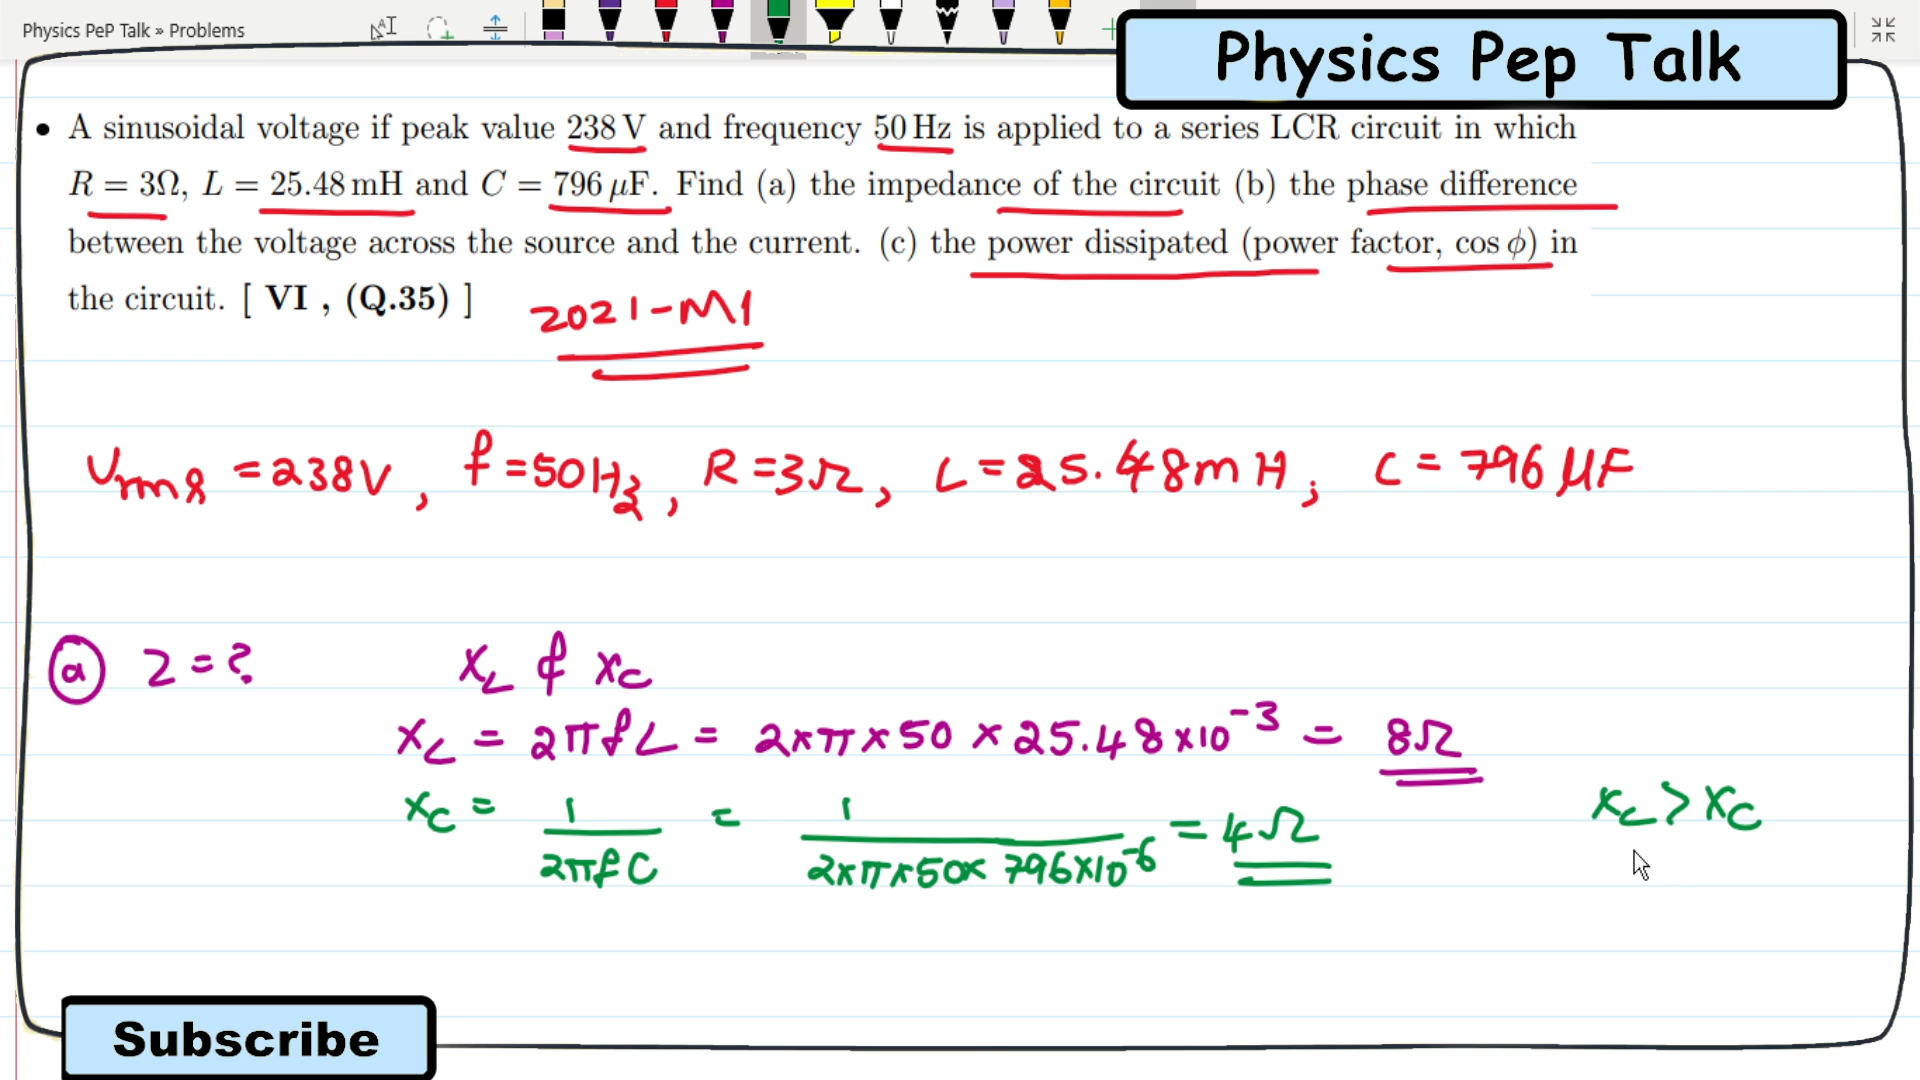 Physics PeP Talk » Problems
Physics Pep Talk
• A sinusoidal voltage if peak value 238 V and frequency 50 Hz is applied to a series LCR circuit in which
R = 3Ω, L = 25.48 mH and C = 796 μF. Find (a) the impedance of the circuit (b) the phase difference
between the voltage across the source and the current. (c) the power dissipated (power factor, cos ϕ) in
the circuit. [ VI , (Q.35) ]
2021-M1
Vrms = 238V, f = 50Hz, R = 3Ω, L = 25.48mH, C = 796 μF
(a) Z = ? XL & XC
XL = 2πfL = 2×π×50 × 25.48×10^-3 = 8Ω
XC = 1/(2πfC) = 1/(2×π×50× 796×10^-6) = 4Ω
XL > XC
Subscribe